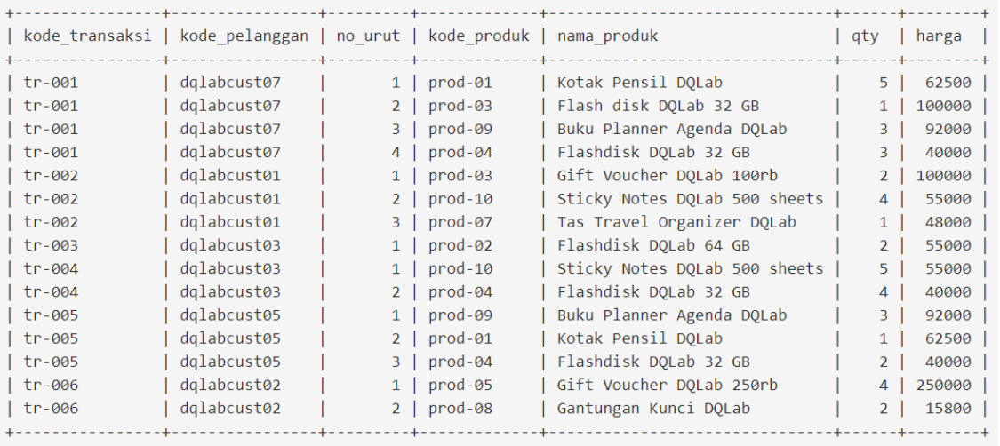 +----------------+----------------+---------+-------------+------------------------------+------+--------+
| kode_transaksi | kode_pelanggan | no_urut | kode_produk | nama_produk                  | qty  | harga  |
+----------------+----------------+---------+-------------+------------------------------+------+--------+
| tr-001         | dqlabcust07    |       1 | prod-01     | Kotak Pensil DQLab           |    5 |  62500 |
| tr-001         | dqlabcust07    |       2 | prod-03     | Flash disk DQLab 32 GB       |    1 | 100000 |
| tr-001         | dqlabcust07    |       3 | prod-09     | Buku Planner Agenda DQLab    |    3 |  92000 |
| tr-001         | dqlabcust07    |       4 | prod-04     | Flashdisk DQLab 32 GB        |    3 |  40000 |
| tr-002         | dqlabcust01    |       1 | prod-03     | Gift Voucher DQLab 100rb     |    2 | 100000 |
| tr-002         | dqlabcust01    |       2 | prod-10     | Sticky Notes DQLab 500 sheets |    4 |  55000 |
| tr-002         | dqlabcust01    |       3 | prod-07     | Tas Travel Organizer DQLab   |    1 |  48000 |
| tr-003         | dqlabcust03    |       1 | prod-02     | Flashdisk DQLab 64 GB        |    2 |  55000 |
| tr-004         | dqlabcust03    |       1 | prod-10     | Sticky Notes DQLab 500 sheets |    5 |  55000 |
| tr-004         | dqlabcust03    |       2 | prod-04     | Flashdisk DQLab 32 GB        |    4 |  40000 |
| tr-005         | dqlabcust05    |       1 | prod-09     | Buku Planner Agenda DQLab    |    3 |  92000 |
| tr-005         | dqlabcust05    |       2 | prod-01     | Kotak Pensil DQLab           |    1 |  62500 |
| tr-005         | dqlabcust05    |       3 | prod-04     | Flashdisk DQLab 32 GB        |    2 |  40000 |
| tr-006         | dqlabcust02    |       1 | prod-05     | Gift Voucher DQLab 250rb     |    4 | 250000 |
| tr-006         | dqlabcust02    |       2 | prod-08     | Gantungan Kunci DQLab        |    2 |  15800 |
+----------------+----------------+---------+-------------+------------------------------+------+--------+